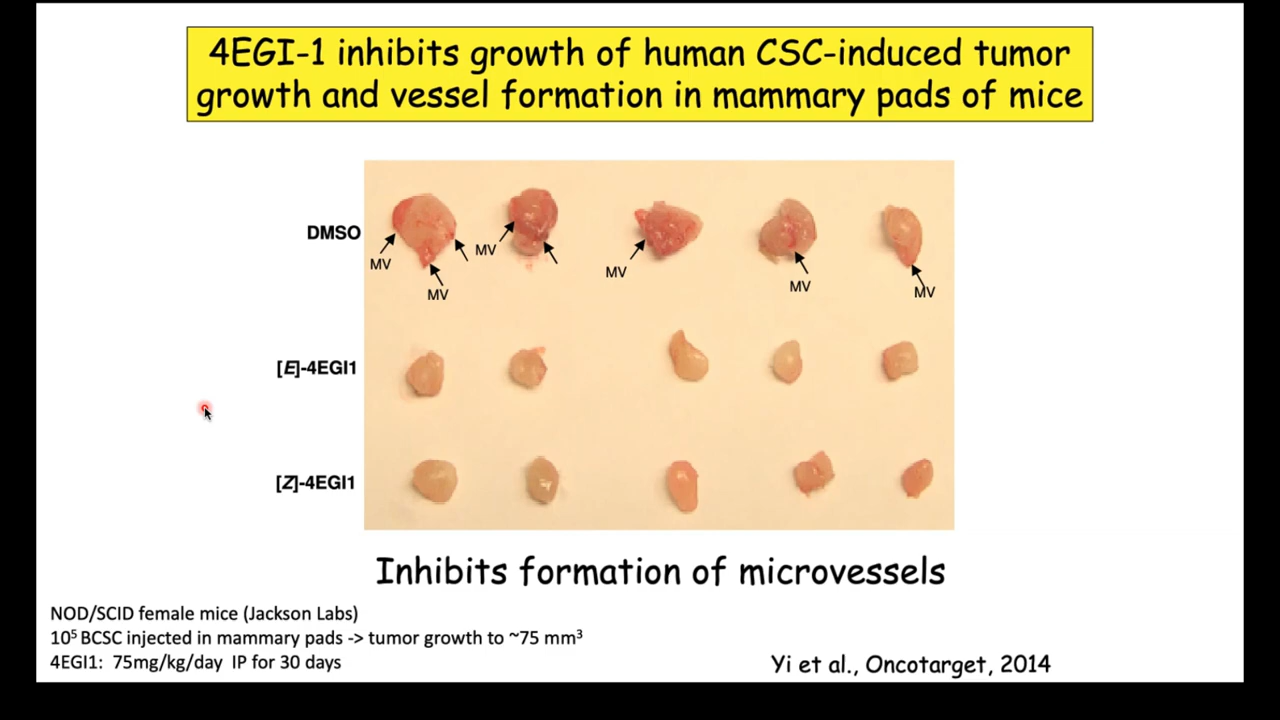 4EGI-1 inhibits growth of human CSC-induced tumor
growth and vessel formation in mammary pads of mice
DMSO
MV
MV
MV
MV
MV
MV
[E]-4EGI1
[Z]-4EGI1
Inhibits formation of microvessels
NOD/SCID female mice (Jackson Labs)
10⁵ BCSC injected in mammary pads -> tumor growth to ~75 mm³
4EGI1: 75mg/kg/day IP for 30 days
Yi et al., Oncotarget, 2014